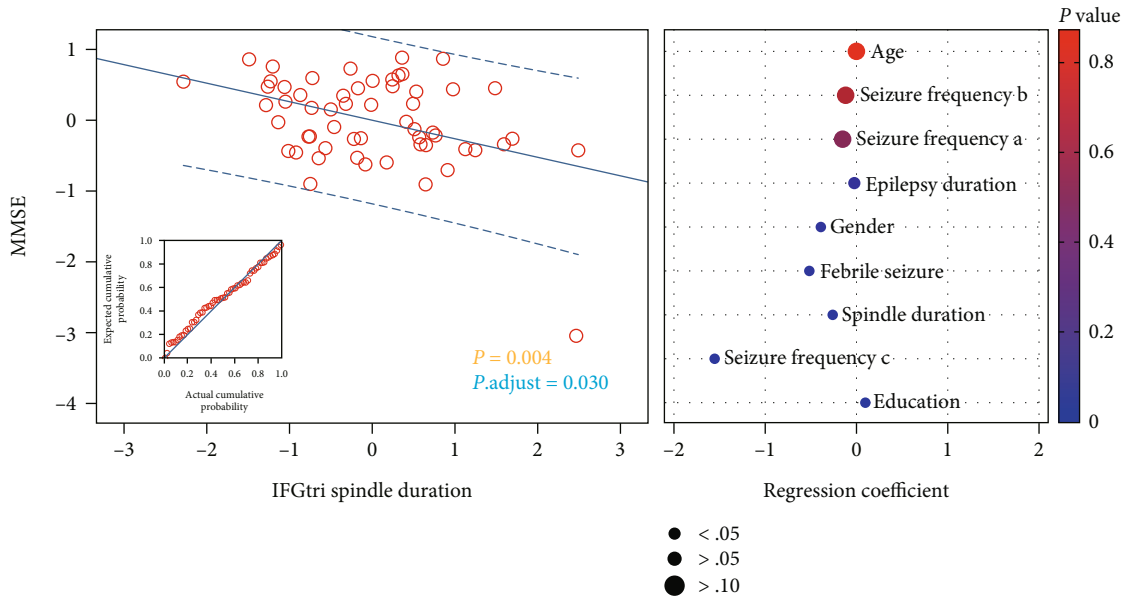 MMSE
1
0
−1
−2
−3
−4
−3
−2
−1
0
1
2
3
IFGtri spindle duration
P = 0.004
P.adjust = 0.030
Expected cumulative
probability
1.0
0.8
0.6
0.4
0.2
0.0
0.0
0.2
0.4
0.6
0.8
1.0
Actual cumulative
probability
Age
Seizure frequency b
Seizure frequency a
Epilepsy duration
Gender
Febrile seizure
Spindle duration
Seizure frequency c
Education
−2
−1
0
1
2
Regression coefficient
P value
0.8
0.6
0.4
0.2
0
< .05
> .05
> .10